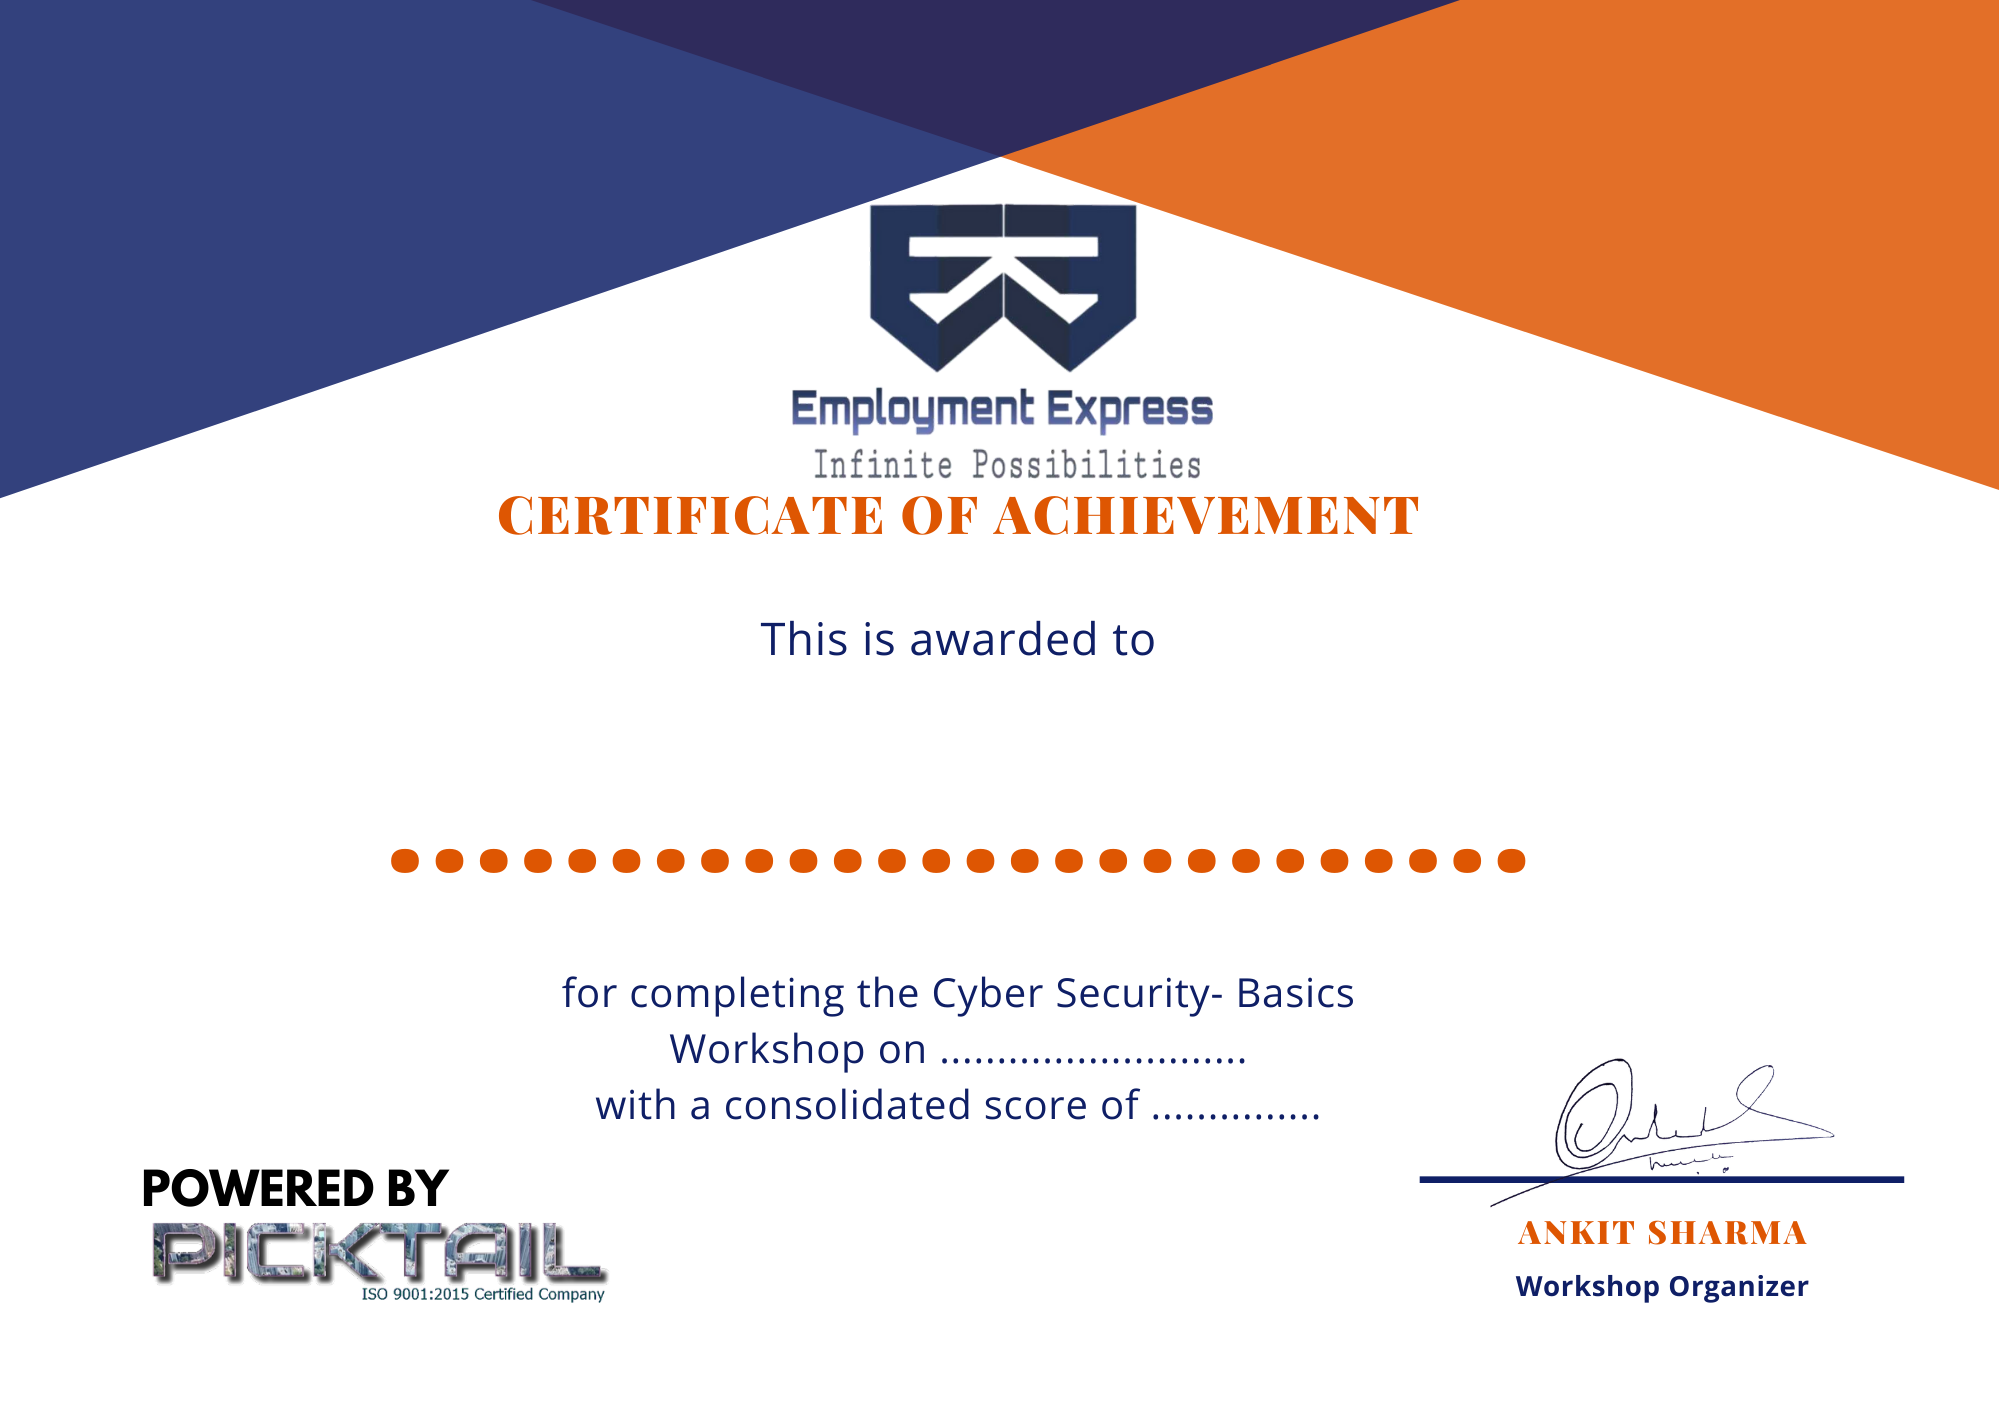 Employment Express
Infinite Possibilities
CERTIFICATE OF ACHIEVEMENT
This is awarded to
..........................
for completing the Cyber Security- Basics
Workshop on ...........................
with a consolidated score of ...............
POWERED BY
PICKTAIL
ISO 9001:2015 Certified Company
ANKIT SHARMA
Workshop Organizer